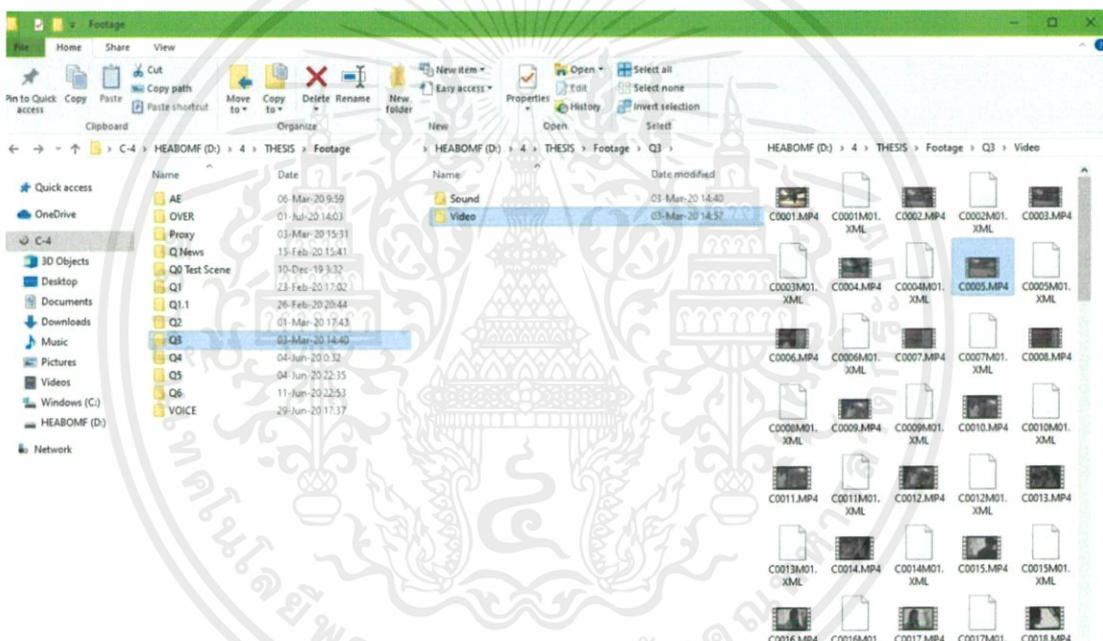 Footage
File Home Share View
Pin to Quick access
Copy
Paste
Cut
Copy path
Paste shortcut
Clipboard
Move to
Copy to
Delete
Rename
Organize
New folder
New item
Easy access
New
Properties
Open
Edit
History
Open
Select all
Select none
Invert selection
Select
C-4 > HEABOMF (D:) > 4 > THESIS > Footage
> HEABOMF (D:) > 4 > THESIS > Footage > Q3 >
HEABOMF (D:) > 4 > THESIS > Footage > Q3 > Video
Quick access
OneDrive
C-4
3D Objects
Desktop
Documents
Downloads
Music
Pictures
Videos
Windows (C:)
HEABOMF (D:)
Network
Name Date
AE 06-Mar-20 9:59
OVER 01-Jul-20 14:03
Proxy 03-Mar-20 15:31
Q News 15-Feb-20 15:41
Q0 Test Scene 10-Dec-19 3:32
Q1 23-Feb-20 17:02
Q1.1 26-Feb-20 20:44
Q2 01-Mar-20 17:43
Q3 03-Mar-20 14:40
Q4 04-Jun-20 0:32
Q5 04-Jun-20 22:35
Q6 11-Jun-20 22:53
VOICE 29-Jun-20 17:37
Name Date modified
Sound 03-Mar-20 14:40
Video 03-Mar-20 14:57
C0001.MP4 C0001M01.XML C0002.MP4 C0002M01.XML C0003.MP4
C0003M01.XML C0004.MP4 C0004M01.XML C0005.MP4 C0005M01.XML
C0006.MP4 C0006M01.XML C0007.MP4 C0007M01.XML C0008.MP4
C0008M01.XML C0009.MP4 C0009M01.XML C0010.MP4 C0010M01.XML
C0011.MP4 C0011M01.XML C0012.MP4 C0012M01.XML C0013.MP4
C0013M01.XML C0014.MP4 C0014M01.XML C0015.MP4 C0015M01.XML
C0016.MP4 C0016M01. C0017.MP4 C0017M01. C0018.MP4